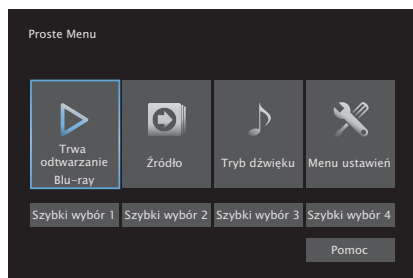 Proste Menu
Trwa
odtwarzanie
Blu-ray
Źródło
Tryb dźwięku
Menu ustawień
Szybki wybór 1
Szybki wybór 2
Szybki wybór 3
Szybki wybór 4
Pomoc